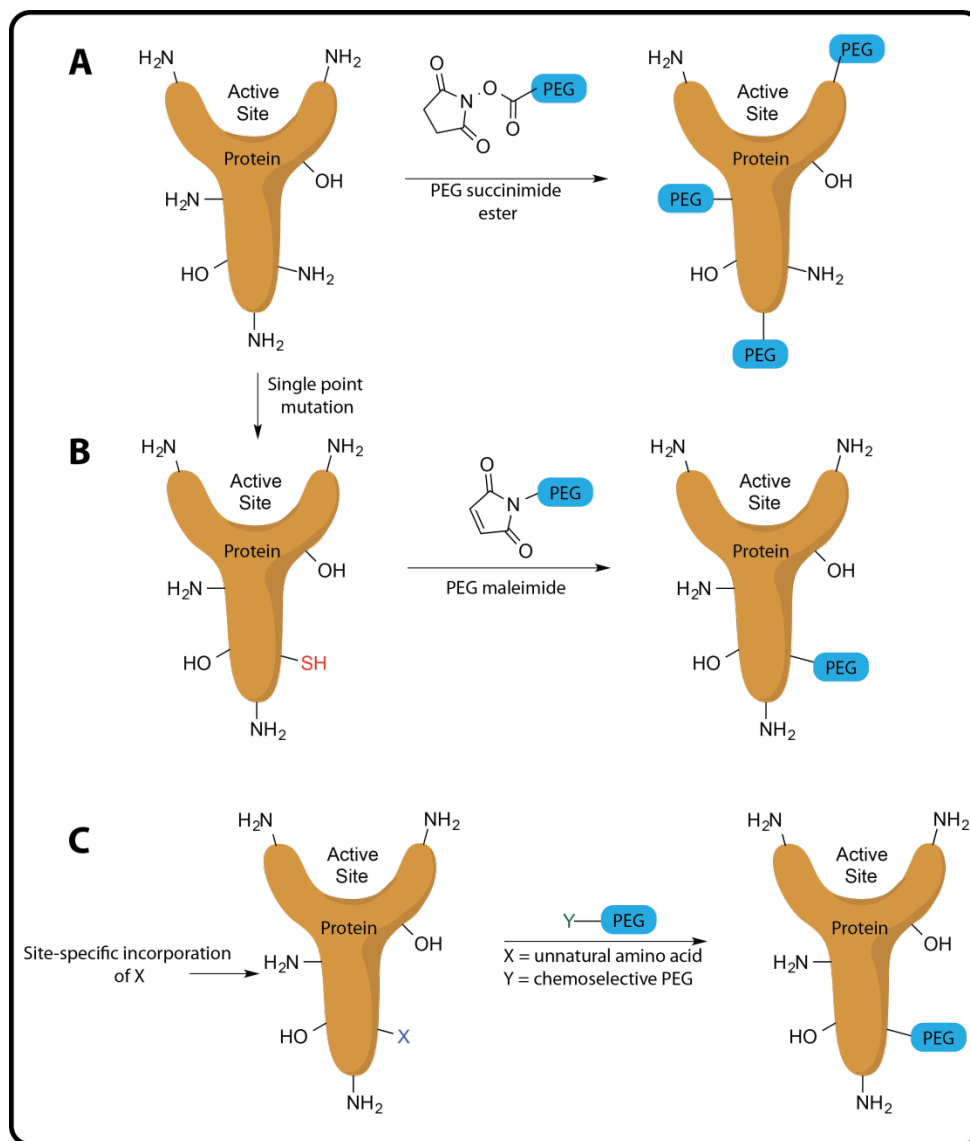 A
H₂N
NH₂
Active
Site
Protein
OH
H₂N
HO
NH₂
NH₂
O
N
O
O
O
PEG
PEG succinimide
ester
PEG
Active
Site
Protein
OH
PEG
HO
NH₂
PEG
Single point
mutation
B
H₂N
NH₂
Active
Site
Protein
OH
H₂N
HO
SH
NH₂
O
N
O
PEG
PEG maleimide
H₂N
NH₂
Active
Site
Protein
OH
H₂N
HO
PEG
NH₂
C
Site-specific incorporation
of X
H₂N
NH₂
Active
Site
Protein
OH
H₂N
HO
X
NH₂
Y
PEG
X = unnatural amino acid
Y = chemoselective PEG
H₂N
NH₂
Active
Site
Protein
OH
H₂N
HO
PEG
NH₂